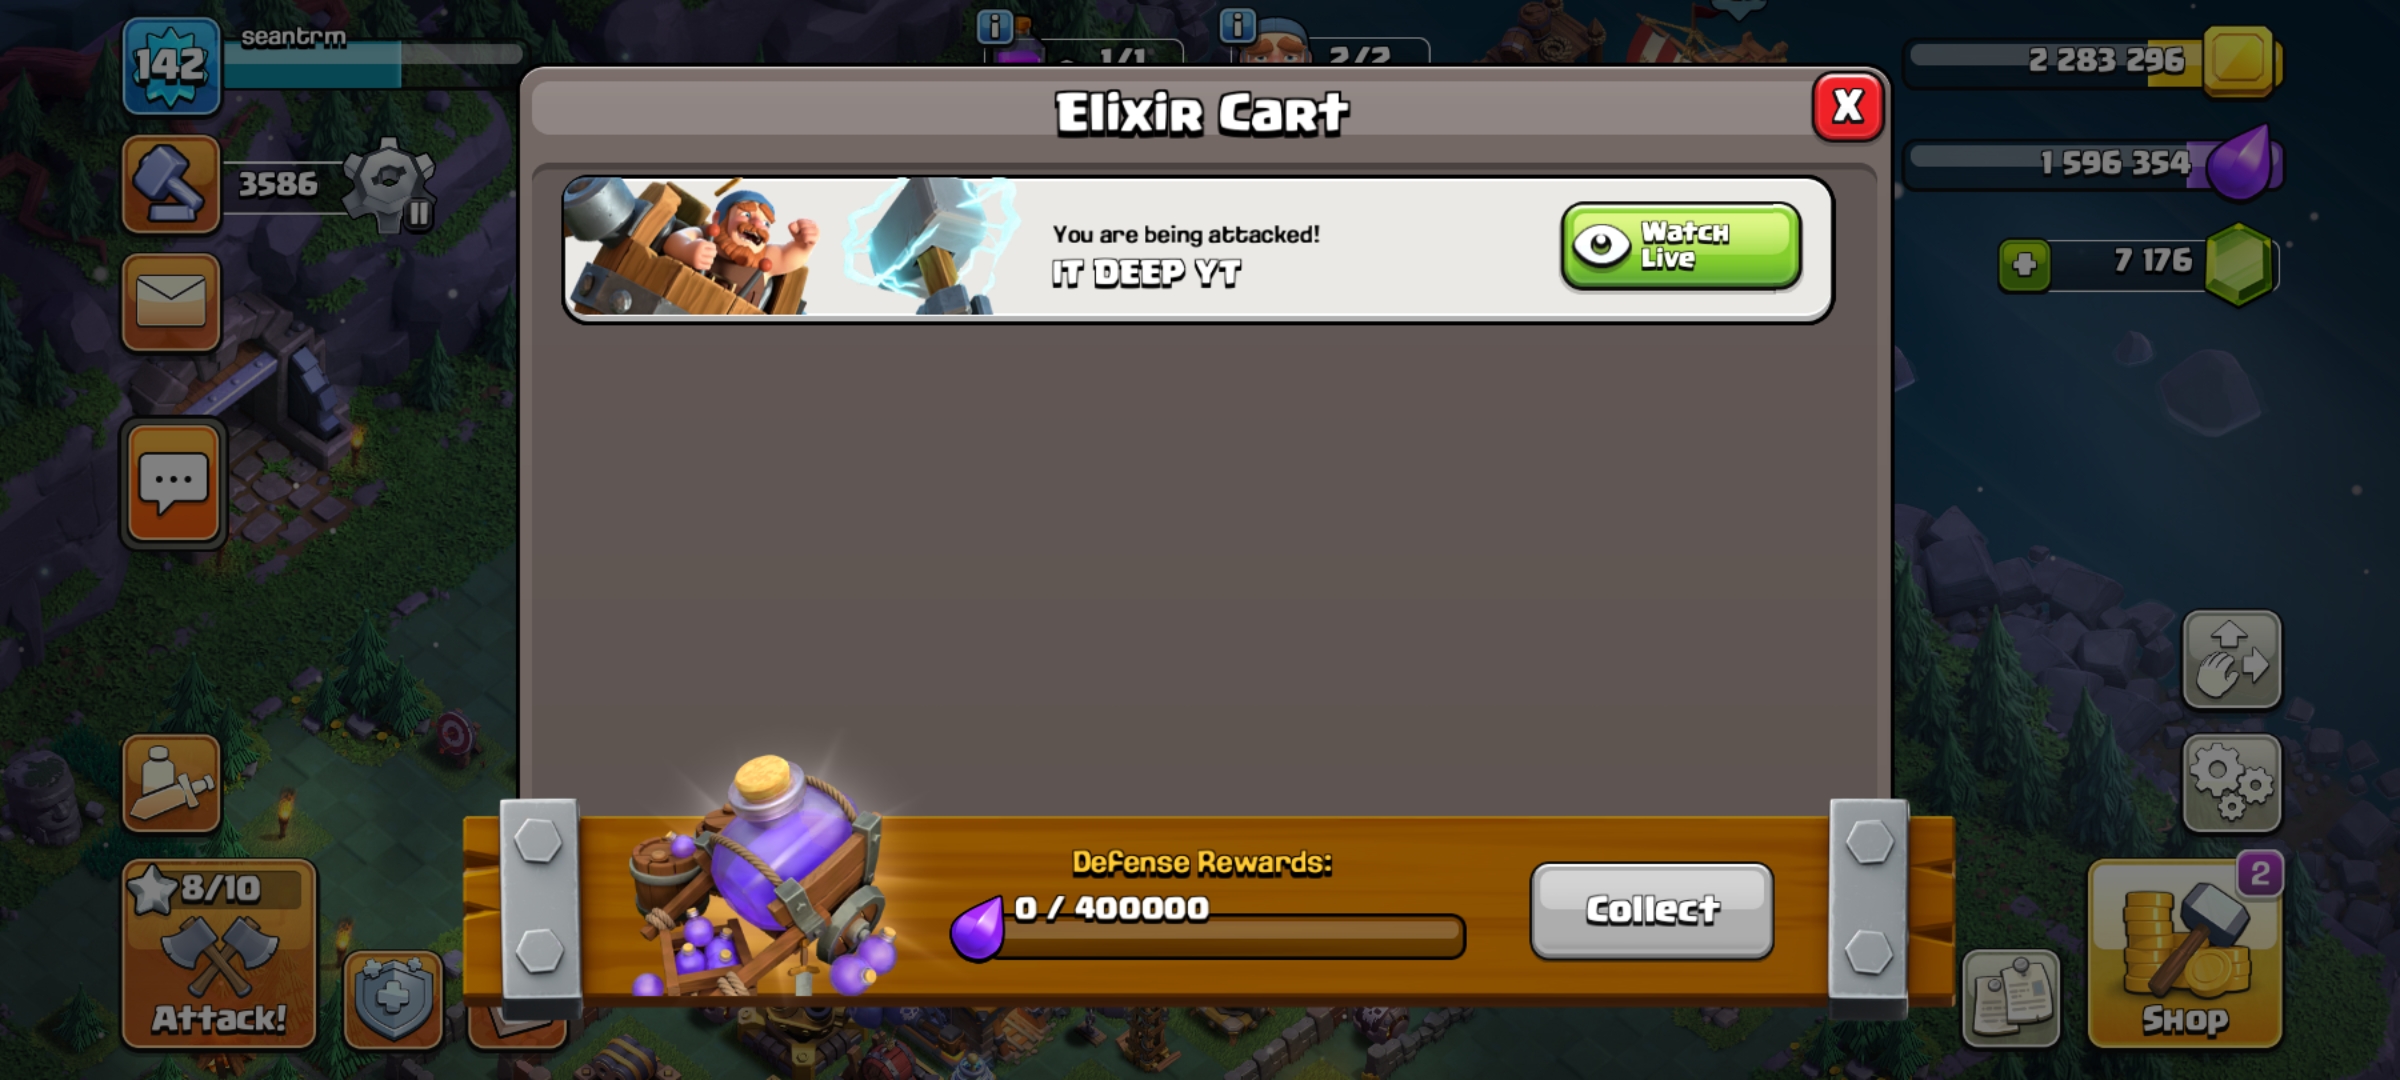 142
seantrm
1/1
2/2
2 283 296
Elixir Cart
X
3586
1 596 354
You are being attacked!
IT DEEP YT
Watch
Live
7 176
8/10
Attack!
Defense Rewards:
0 / 400000
Collect
2
Shop